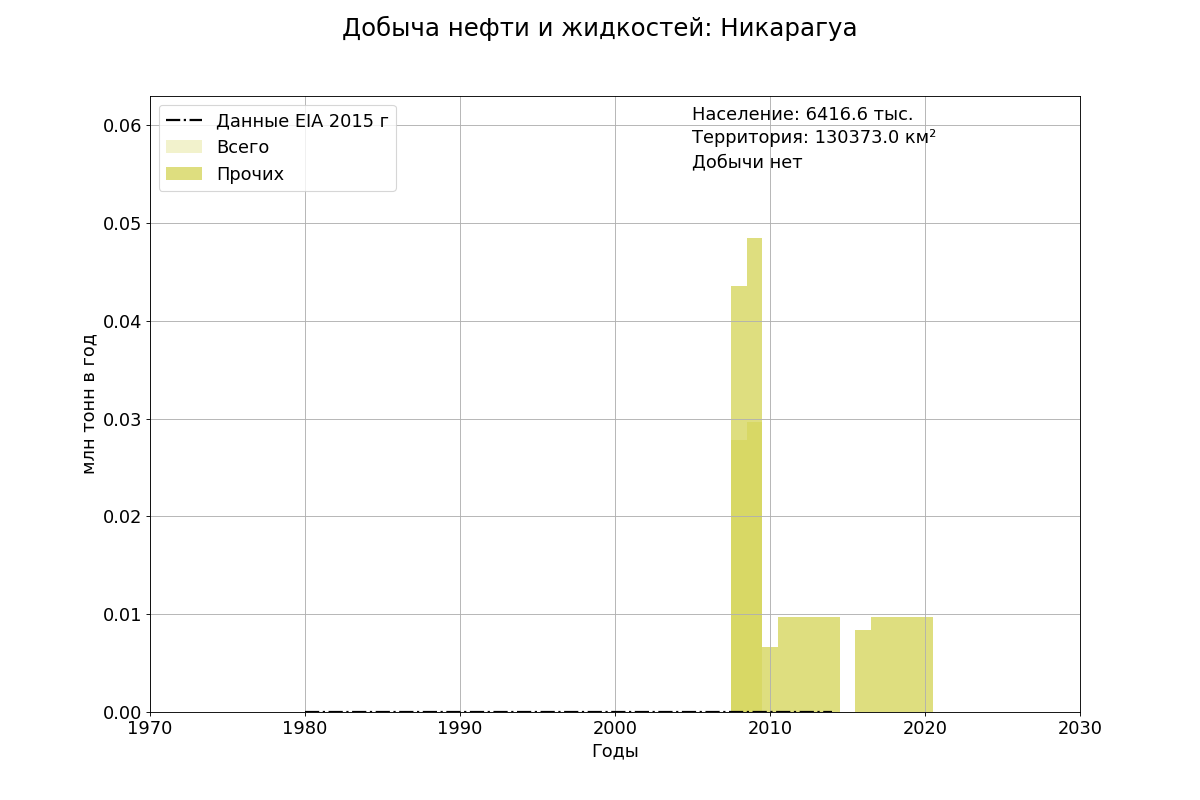 Добыча нефти и жидкостей: Никарагуа
Данные EIA 2015 г
Всего
Прочих
Население: 6416.6 тыс.
Территория: 130373.0 км²
Добычи нет
млн тонн в год
0.06
0.05
0.04
0.03
0.02
0.01
0.00
1970 1980 1990 2000 2010 2020 2030
Годы